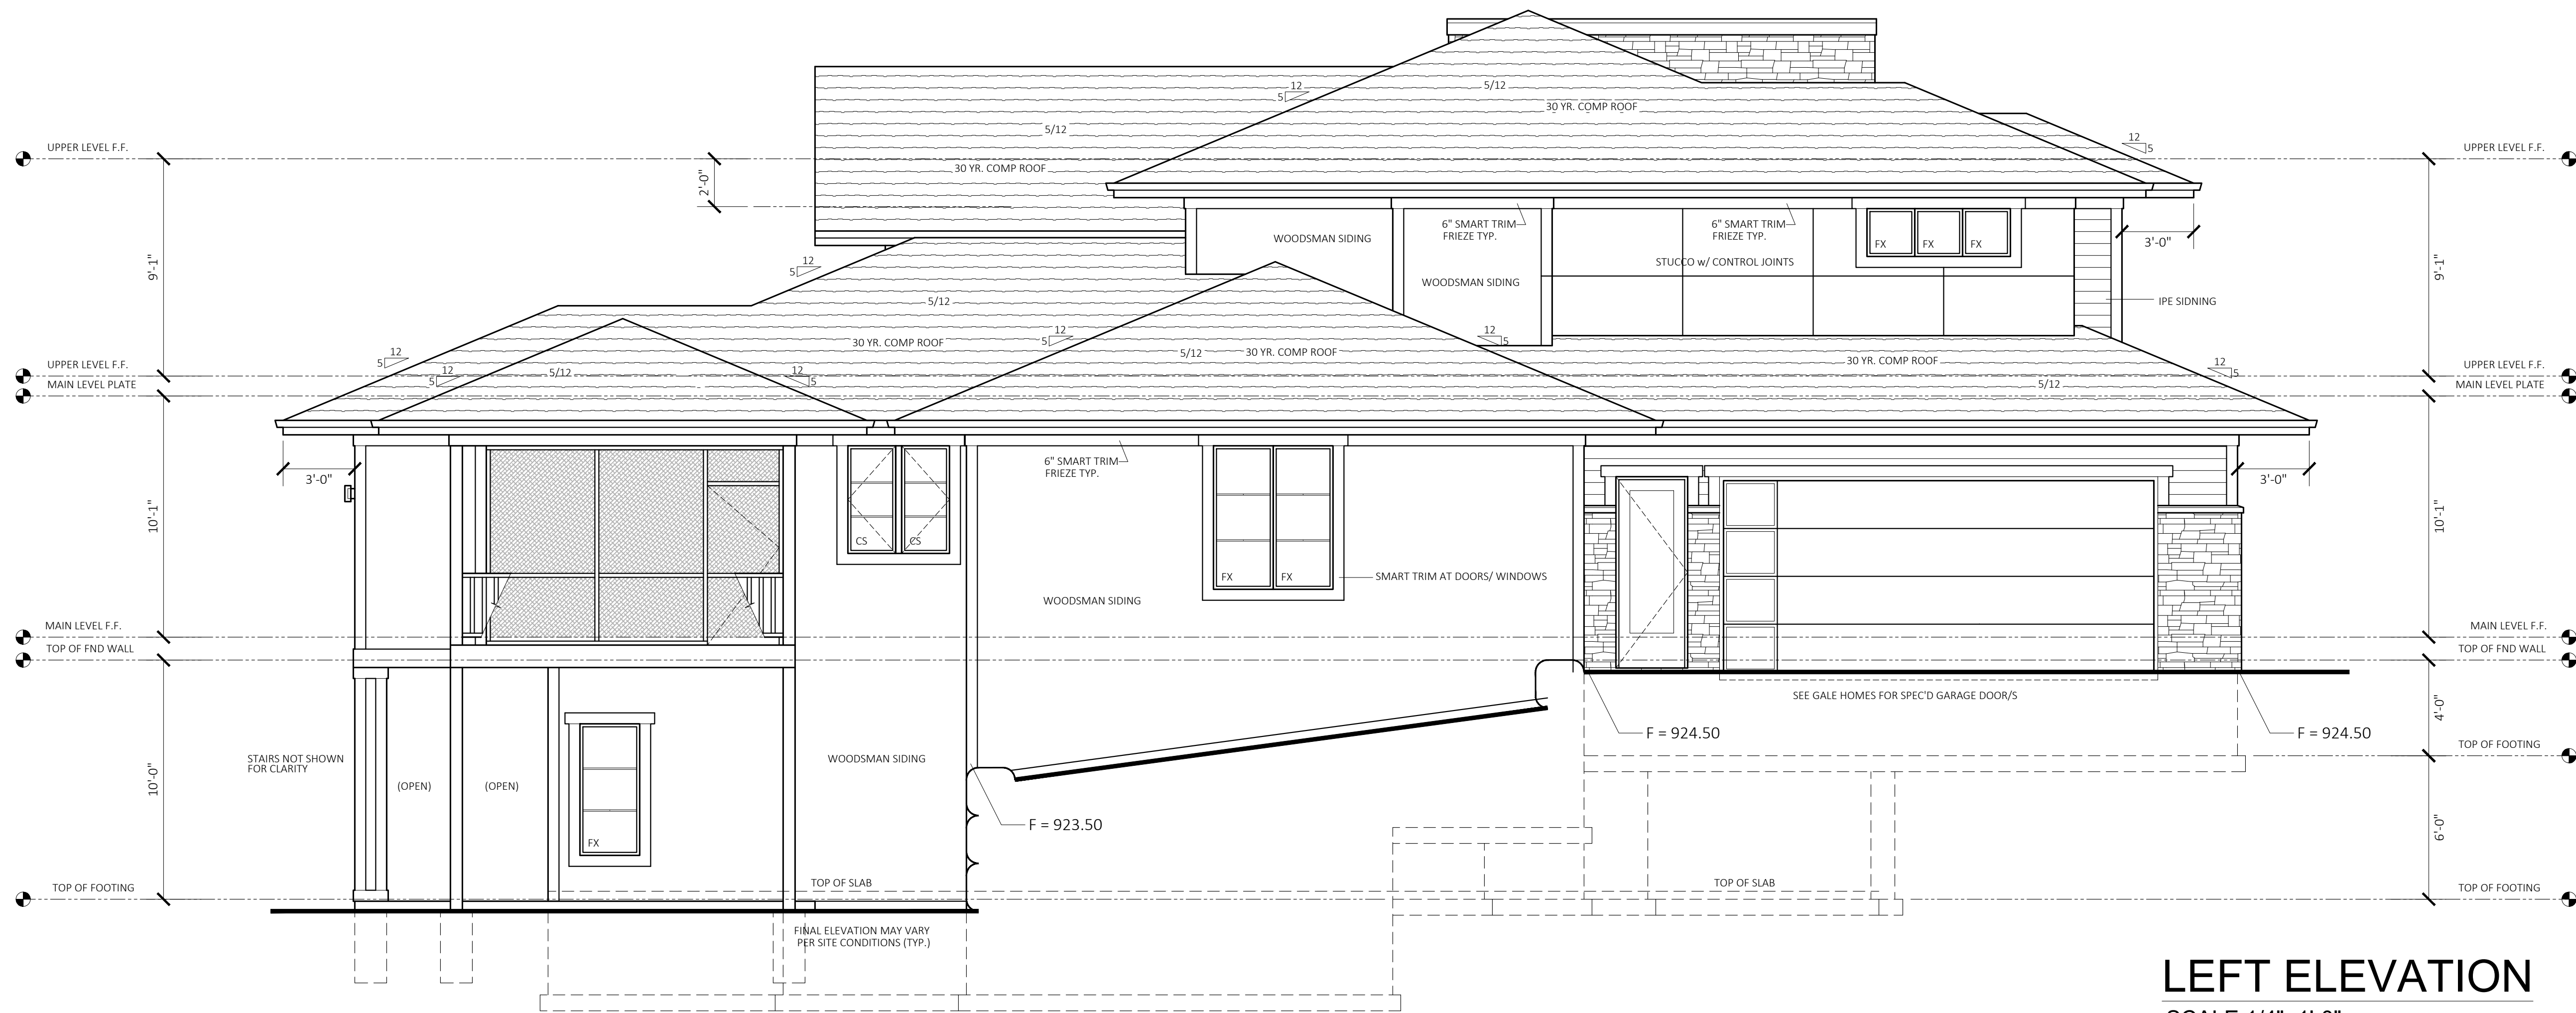 12
5
5/12
5/12
30 YR. COMP ROOF
12
5
UPPER LEVEL F.F.
UPPER LEVEL F.F.
30 YR. COMP ROOF
2'-0"
6" SMART TRIM
FRIEZE TYP.
6" SMART TRIM
FRIEZE TYP.
WOODSMAN SIDING
FX
FX
FX
3'-0"
9'-1"
12
5
STUCCO w/ CONTROL JOINTS
9'-1"
WOODSMAN SIDING
5/12
IPE SIDNING
12
5
12
5
30 YR. COMP ROOF
12
5
5/12
30 YR. COMP ROOF
30 YR. COMP ROOF
12
5
UPPER LEVEL F.F.
12
5
5/12
12
5
UPPER LEVEL F.F.
MAIN LEVEL PLATE
5/12
MAIN LEVEL PLATE
6" SMART TRIM
FRIEZE TYP.
3'-0"
3'-0"
10'-1"
10'-1"
CS
CS
FX
FX
SMART TRIM AT DOORS/ WINDOWS
WOODSMAN SIDING
MAIN LEVEL F.F.
MAIN LEVEL F.F.
TOP OF FND WALL
TOP OF FND WALL
SEE GALE HOMES FOR SPEC'D GARAGE DOOR/S
4'-0"
F = 924.50
F = 924.50
TOP OF FOOTING
STAIRS NOT SHOWN
FOR CLARITY
WOODSMAN SIDING
10'-0"
(OPEN)
(OPEN)
F = 923.50
6'-0"
FX
TOP OF SLAB
TOP OF SLAB
TOP OF FOOTING
TOP OF FOOTING
FINAL ELEVATION MAY VARY
PER SITE CONDITIONS (TYP.)
LEFT ELEVATION